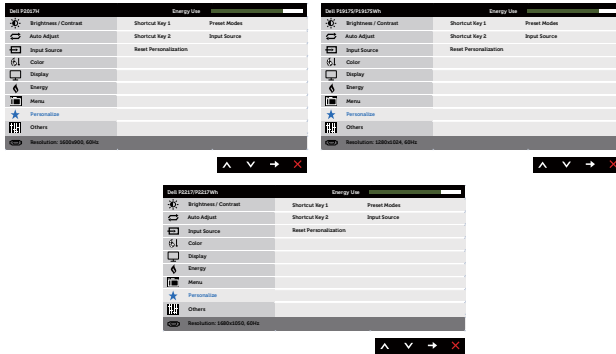 Dell P2017H Energy Use
Brightness / Contrast Shortcut Key 1 Preset Modes
Auto Adjust Shortcut Key 2 Input Source
Input Source Reset Personalization
Color
Display
Energy
Menu
Personalize
Others
Resolution: 1600x900, 60Hz
Dell P1917S/P1917SWh Energy Use
Brightness / Contrast Shortcut Key 1 Preset Modes
Auto Adjust Shortcut Key 2 Input Source
Input Source Reset Personalization
Color
Display
Energy
Menu
Personalize
Others
Resolution: 1280x1024, 60Hz
Dell P2217/P2217Wh Energy Use
Brightness / Contrast Shortcut Key 1 Preset Modes
Auto Adjust Shortcut Key 2 Input Source
Input Source Reset Personalization
Color
Display
Energy
Menu
Personalize
Others
Resolution: 1680x1050, 60Hz